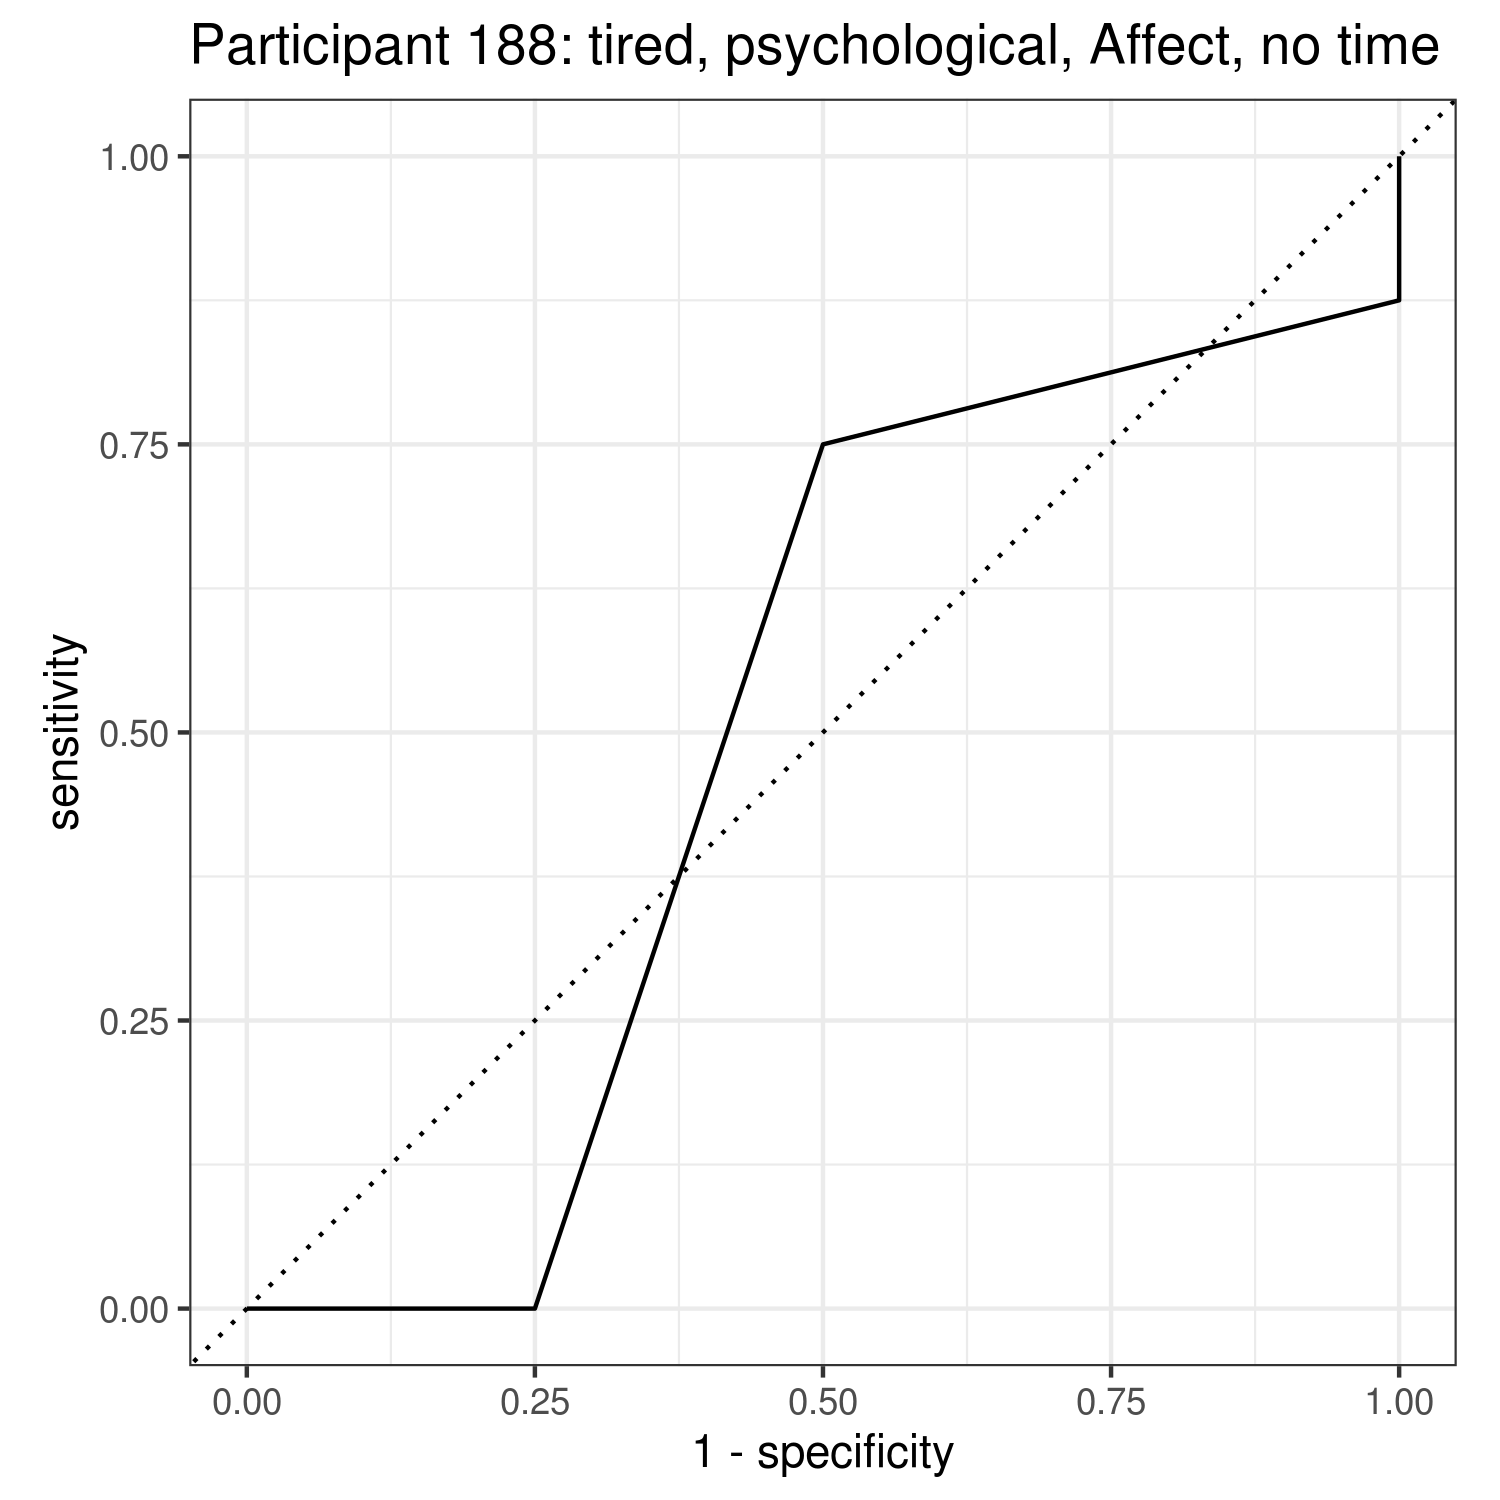 Participant 188: tired, psychological, Affect, no time
1.00
0.75
0.50
0.25
0.00
sensitivity
0.00 0.25 0.50 0.75 1.00
1 - specificity